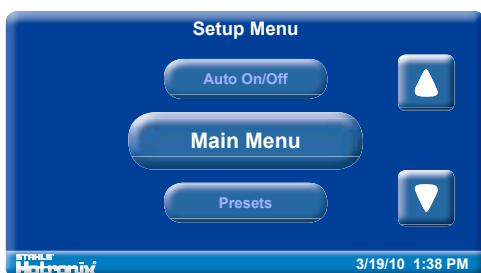 Setup Menu
Auto On/Off
Main Menu
Presets
STAHLS'
Hotronix
3/19/10 1:38 PM